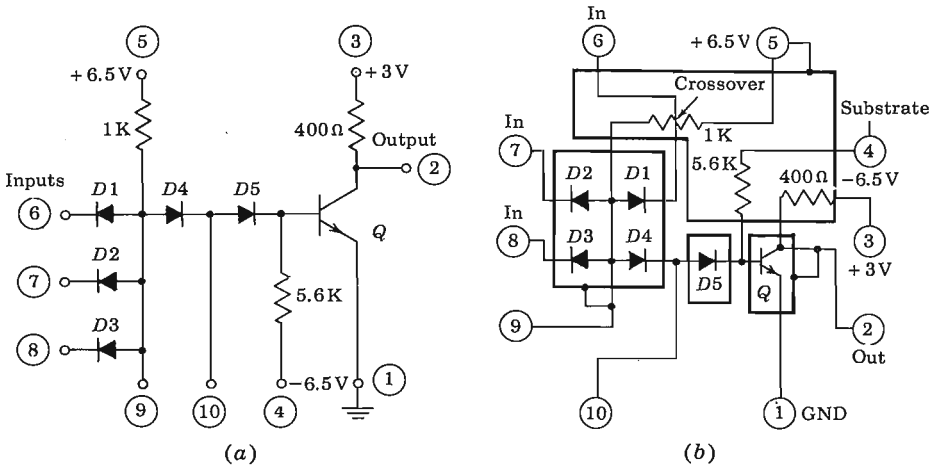 5
+6.5V
1K
3
+3V
400Ω
Output
2
Inputs
6
D1
D4
D5
Q
7
D2
8
D3
5.6K
-6.5V
1
9
10
4
(a)
In
6
+6.5V
5
Crossover
1K
Substrate
4
-6.5V
In
7
5.6K
400Ω
D2
D1
In
8
D3
D4
D5
Q
3
+3V
9
2
Out
10
1
GND
(b)